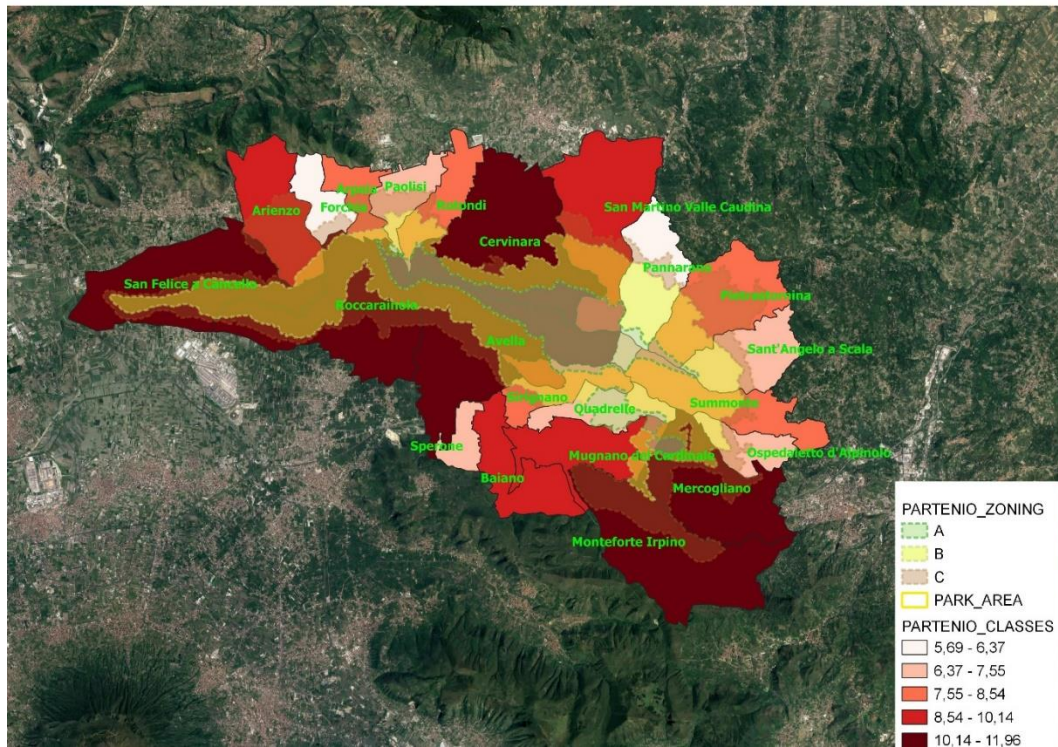 Arpaia
Paolisi
Forchia
Rotondi
Arienzo
San Martino Valle Caudina
Cervinara
Pannarano
San Felice a Cancello
Roccarainola
Pietrastornina
Avella
Sant'Angelo a Scala
Sirignano
Quadrelle
Summonte
Sperone
Mugnano del Cardinale
Ospedaletto d'Alpinolo
Baiano
Mercogliano
Monteforte Irpino
PARTENIO_ZONING
A
B
C
PARK_AREA
PARTENIO_CLASSES
5,69 - 6,37
6,37 - 7,55
7,55 - 8,54
8,54 - 10,14
10,14 - 11,96